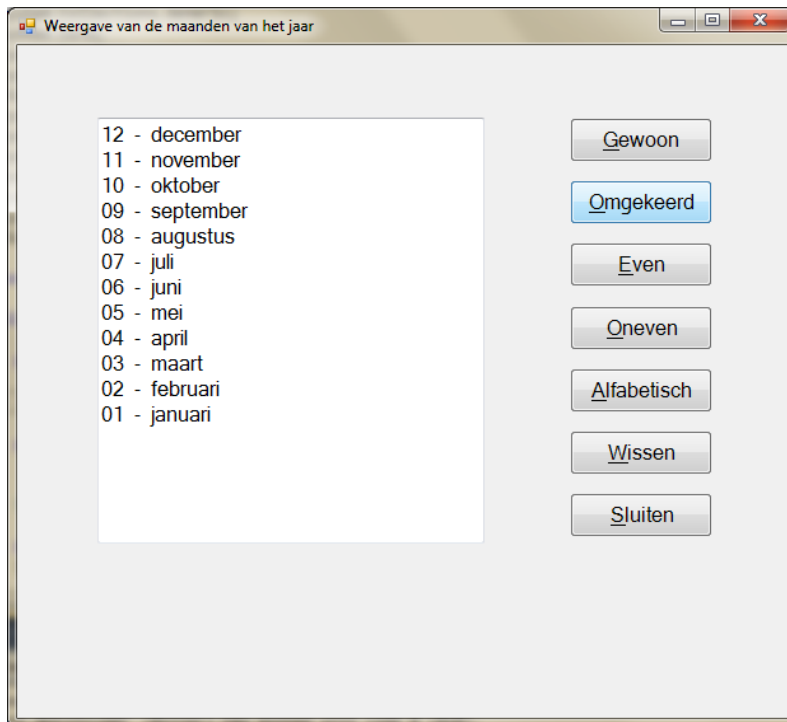 Weergave van de maanden van het jaar
12 - december
11 - november
10 - oktober
09 - september
08 - augustus
07 - juli
06 - juni
05 - mei
04 - april
03 - maart
02 - februari
01 - januari
Gewoon
Omgekeerd
Even
Oneven
Alfabetisch
Wissen
Sluiten